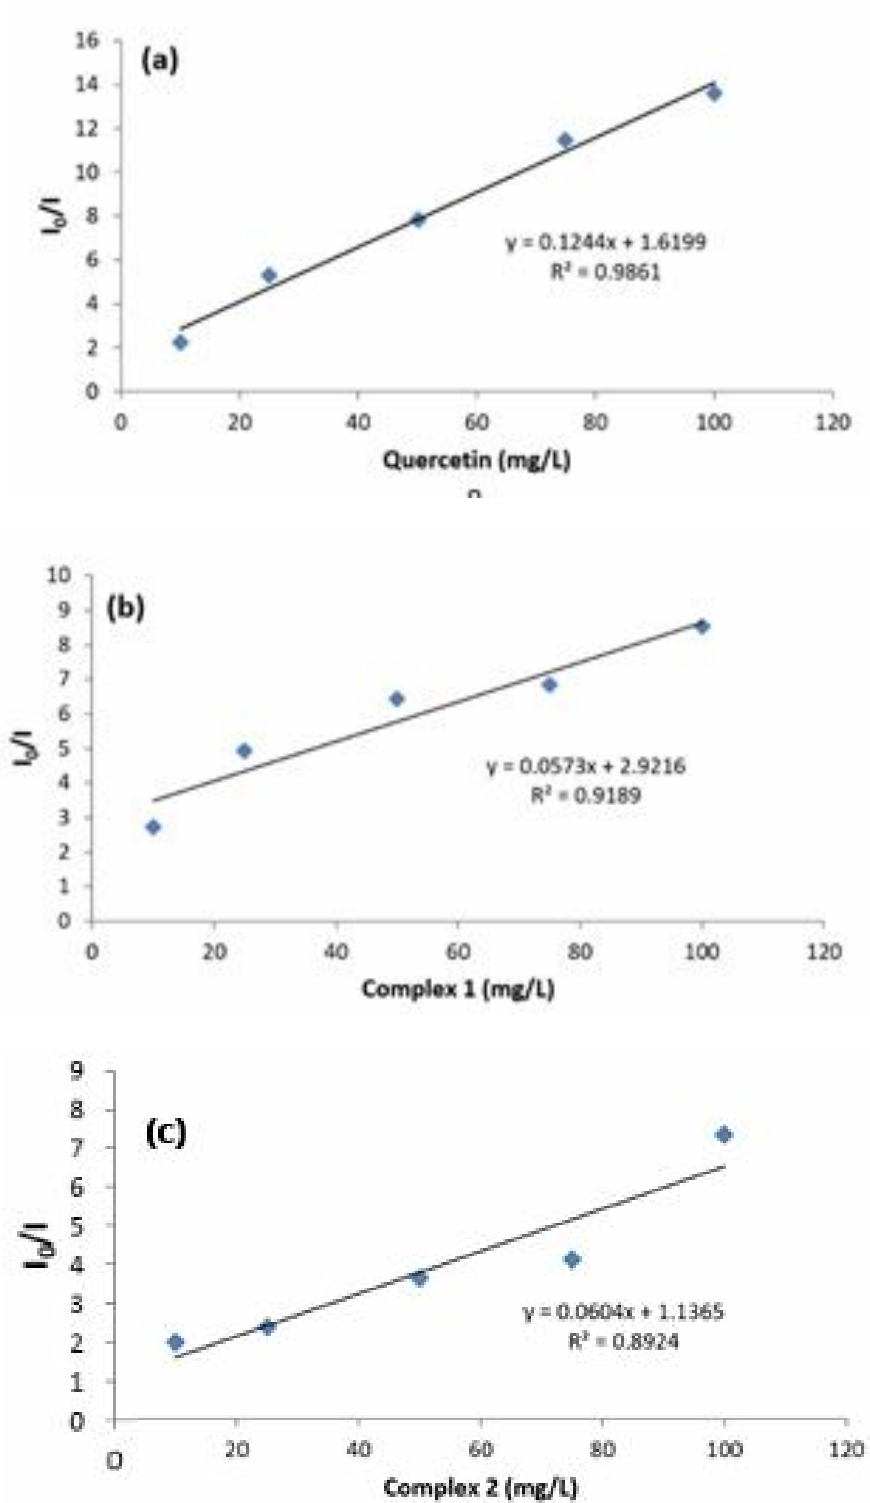 16
(a)
14
12
10
8
6
4
2
0
I₀/I
y = 0.1244x + 1.6199
R² = 0.9861
0 20 40 60 80 100 120
Quercetin (mg/L)
10
(b)
9
8
7
6
5
4
3
2
1
0
I₀/I
y = 0.0573x + 2.9216
R² = 0.9189
0 20 40 60 80 100 120
Complex 1 (mg/L)
9
8
(c)
7
6
5
4
3
2
1
0
I₀/I
y = 0.0604x + 1.1365
R² = 0.8924
0 20 40 60 80 100 120
Complex 2 (mg/L)